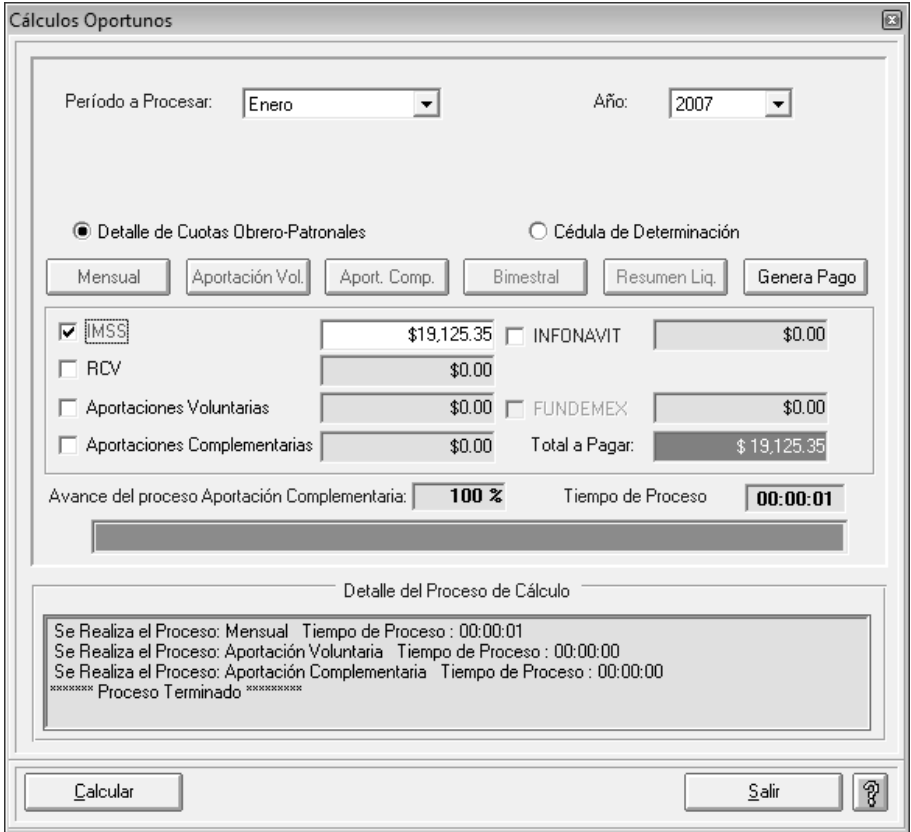 Cálculos Oportunos
Período a Procesar: Enero Año: 2007
Detalle de Cuotas Obrero-Patronales Cédula de Determinación
Mensual Aportación Vol. Aport. Comp. Bimestral Resumen Liq. Genera Pago
IMSS $19,125.35 INFONAVIT $0.00
RCV $0.00
Aportaciones Voluntarias $0.00 FUNDEMEX $0.00
Aportaciones Complementarias $0.00 Total a Pagar: $ 19,125.35
Avance del proceso Aportación Complementaria: 100 % Tiempo de Proceso 00:00:01
Detalle del Proceso de Cálculo
Se Realiza el Proceso: Mensual Tiempo de Proceso : 00:00:01
Se Realiza el Proceso: Aportación Voluntaria Tiempo de Proceso : 00:00:00
Se Realiza el Proceso: Aportación Complementaria Tiempo de Proceso : 00:00:00
******* Proceso Terminado *********
Calcular Salir ?